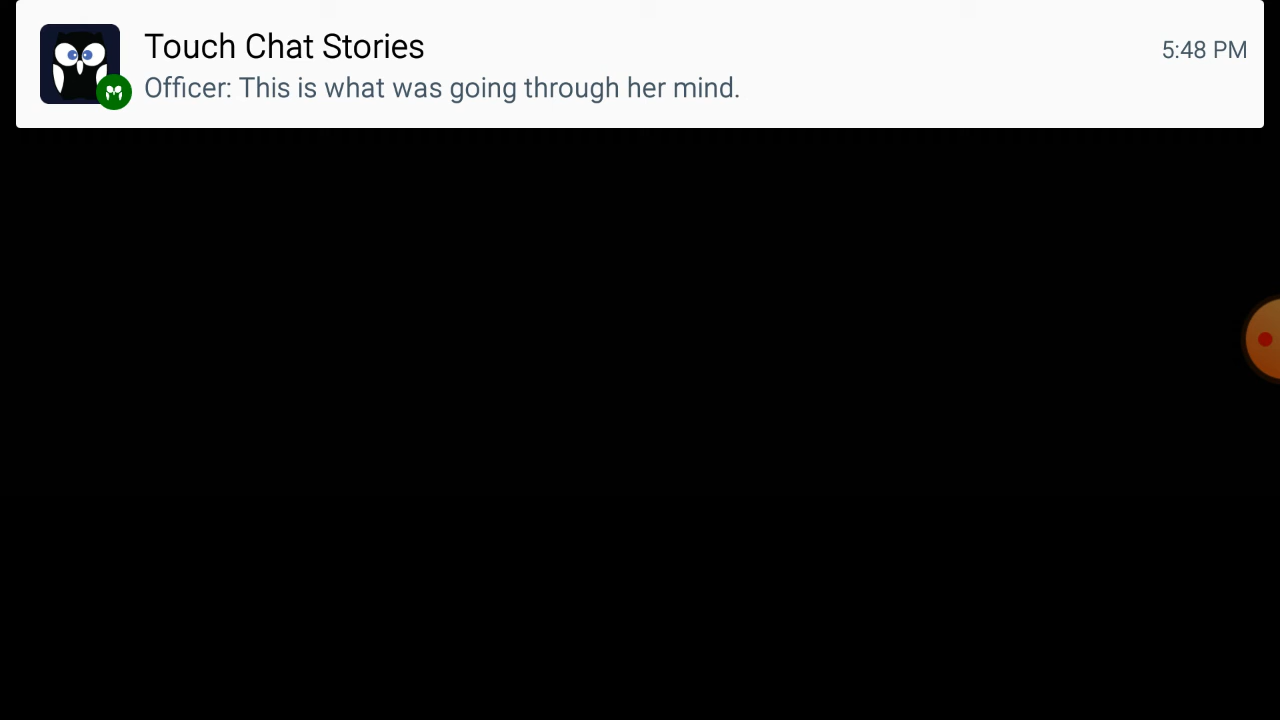 Touch Chat Stories
5:48 PM
Officer: This is what was going through her mind.